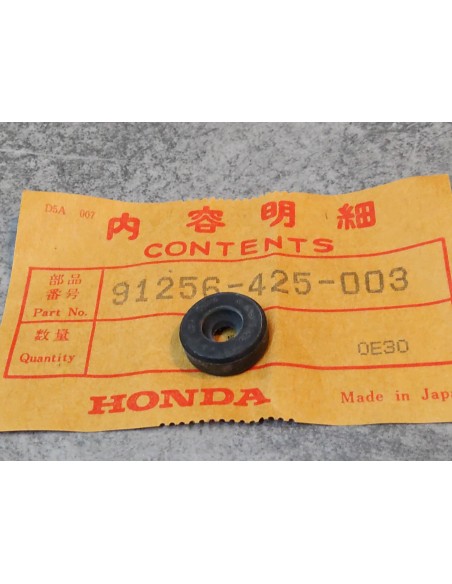 D5A 007
内容明細
CONTENTS
部品
番号
Part No.
91256-425-003
数量
Quantity
0E30
HONDA
Made in Japa